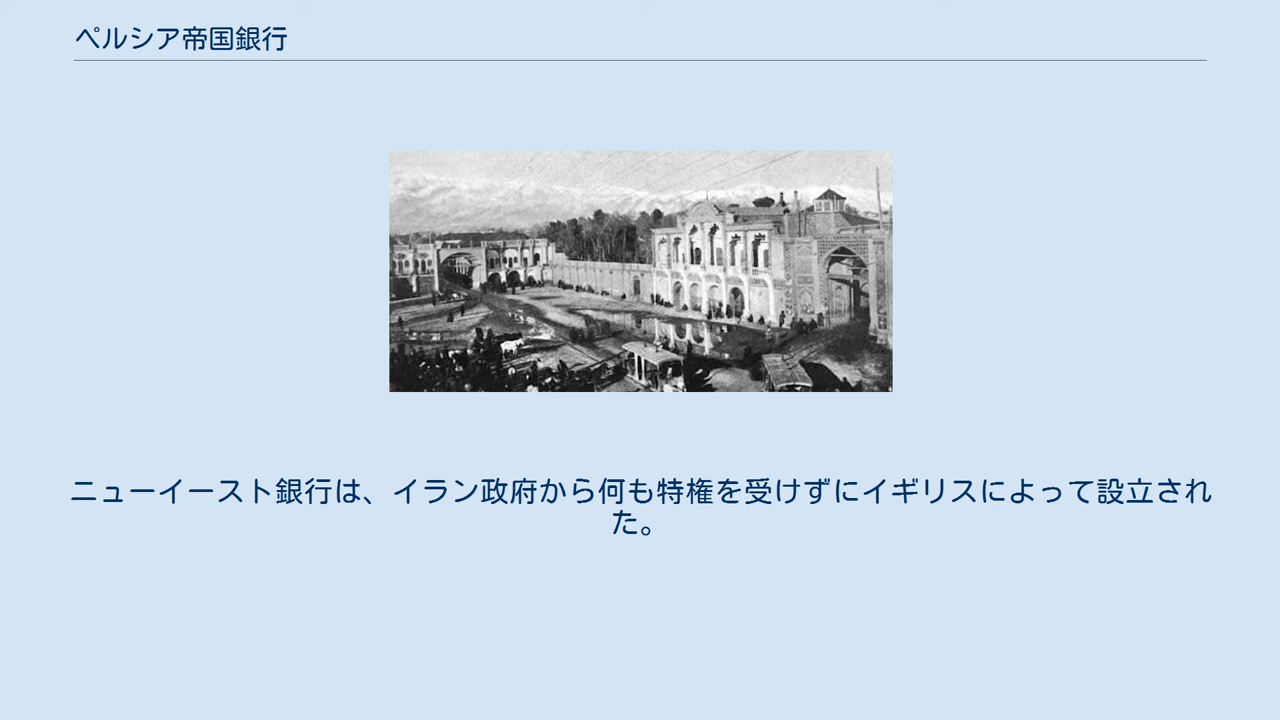 ペルシア帝国銀行
ニューイースト銀行は、イラン政府から何も特権を受けずにイギリスによって設立され
た。